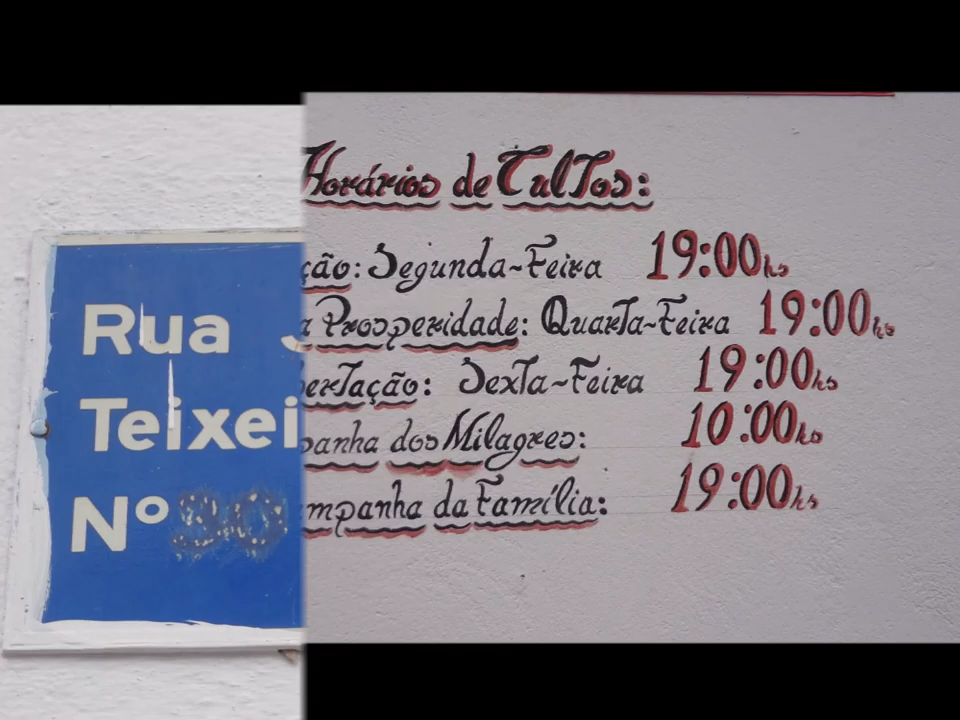 Rua
Teixei
Nº 90
Horários de Cultos:
ção: Segunda-Feira 19:00hs
a Prosperidade: Quarta-Feira 19:00hs
bertação: Sexta-Feira 19:00hs
panha dos Milagres: 10:00hs
mpanha da Família: 19:00hs